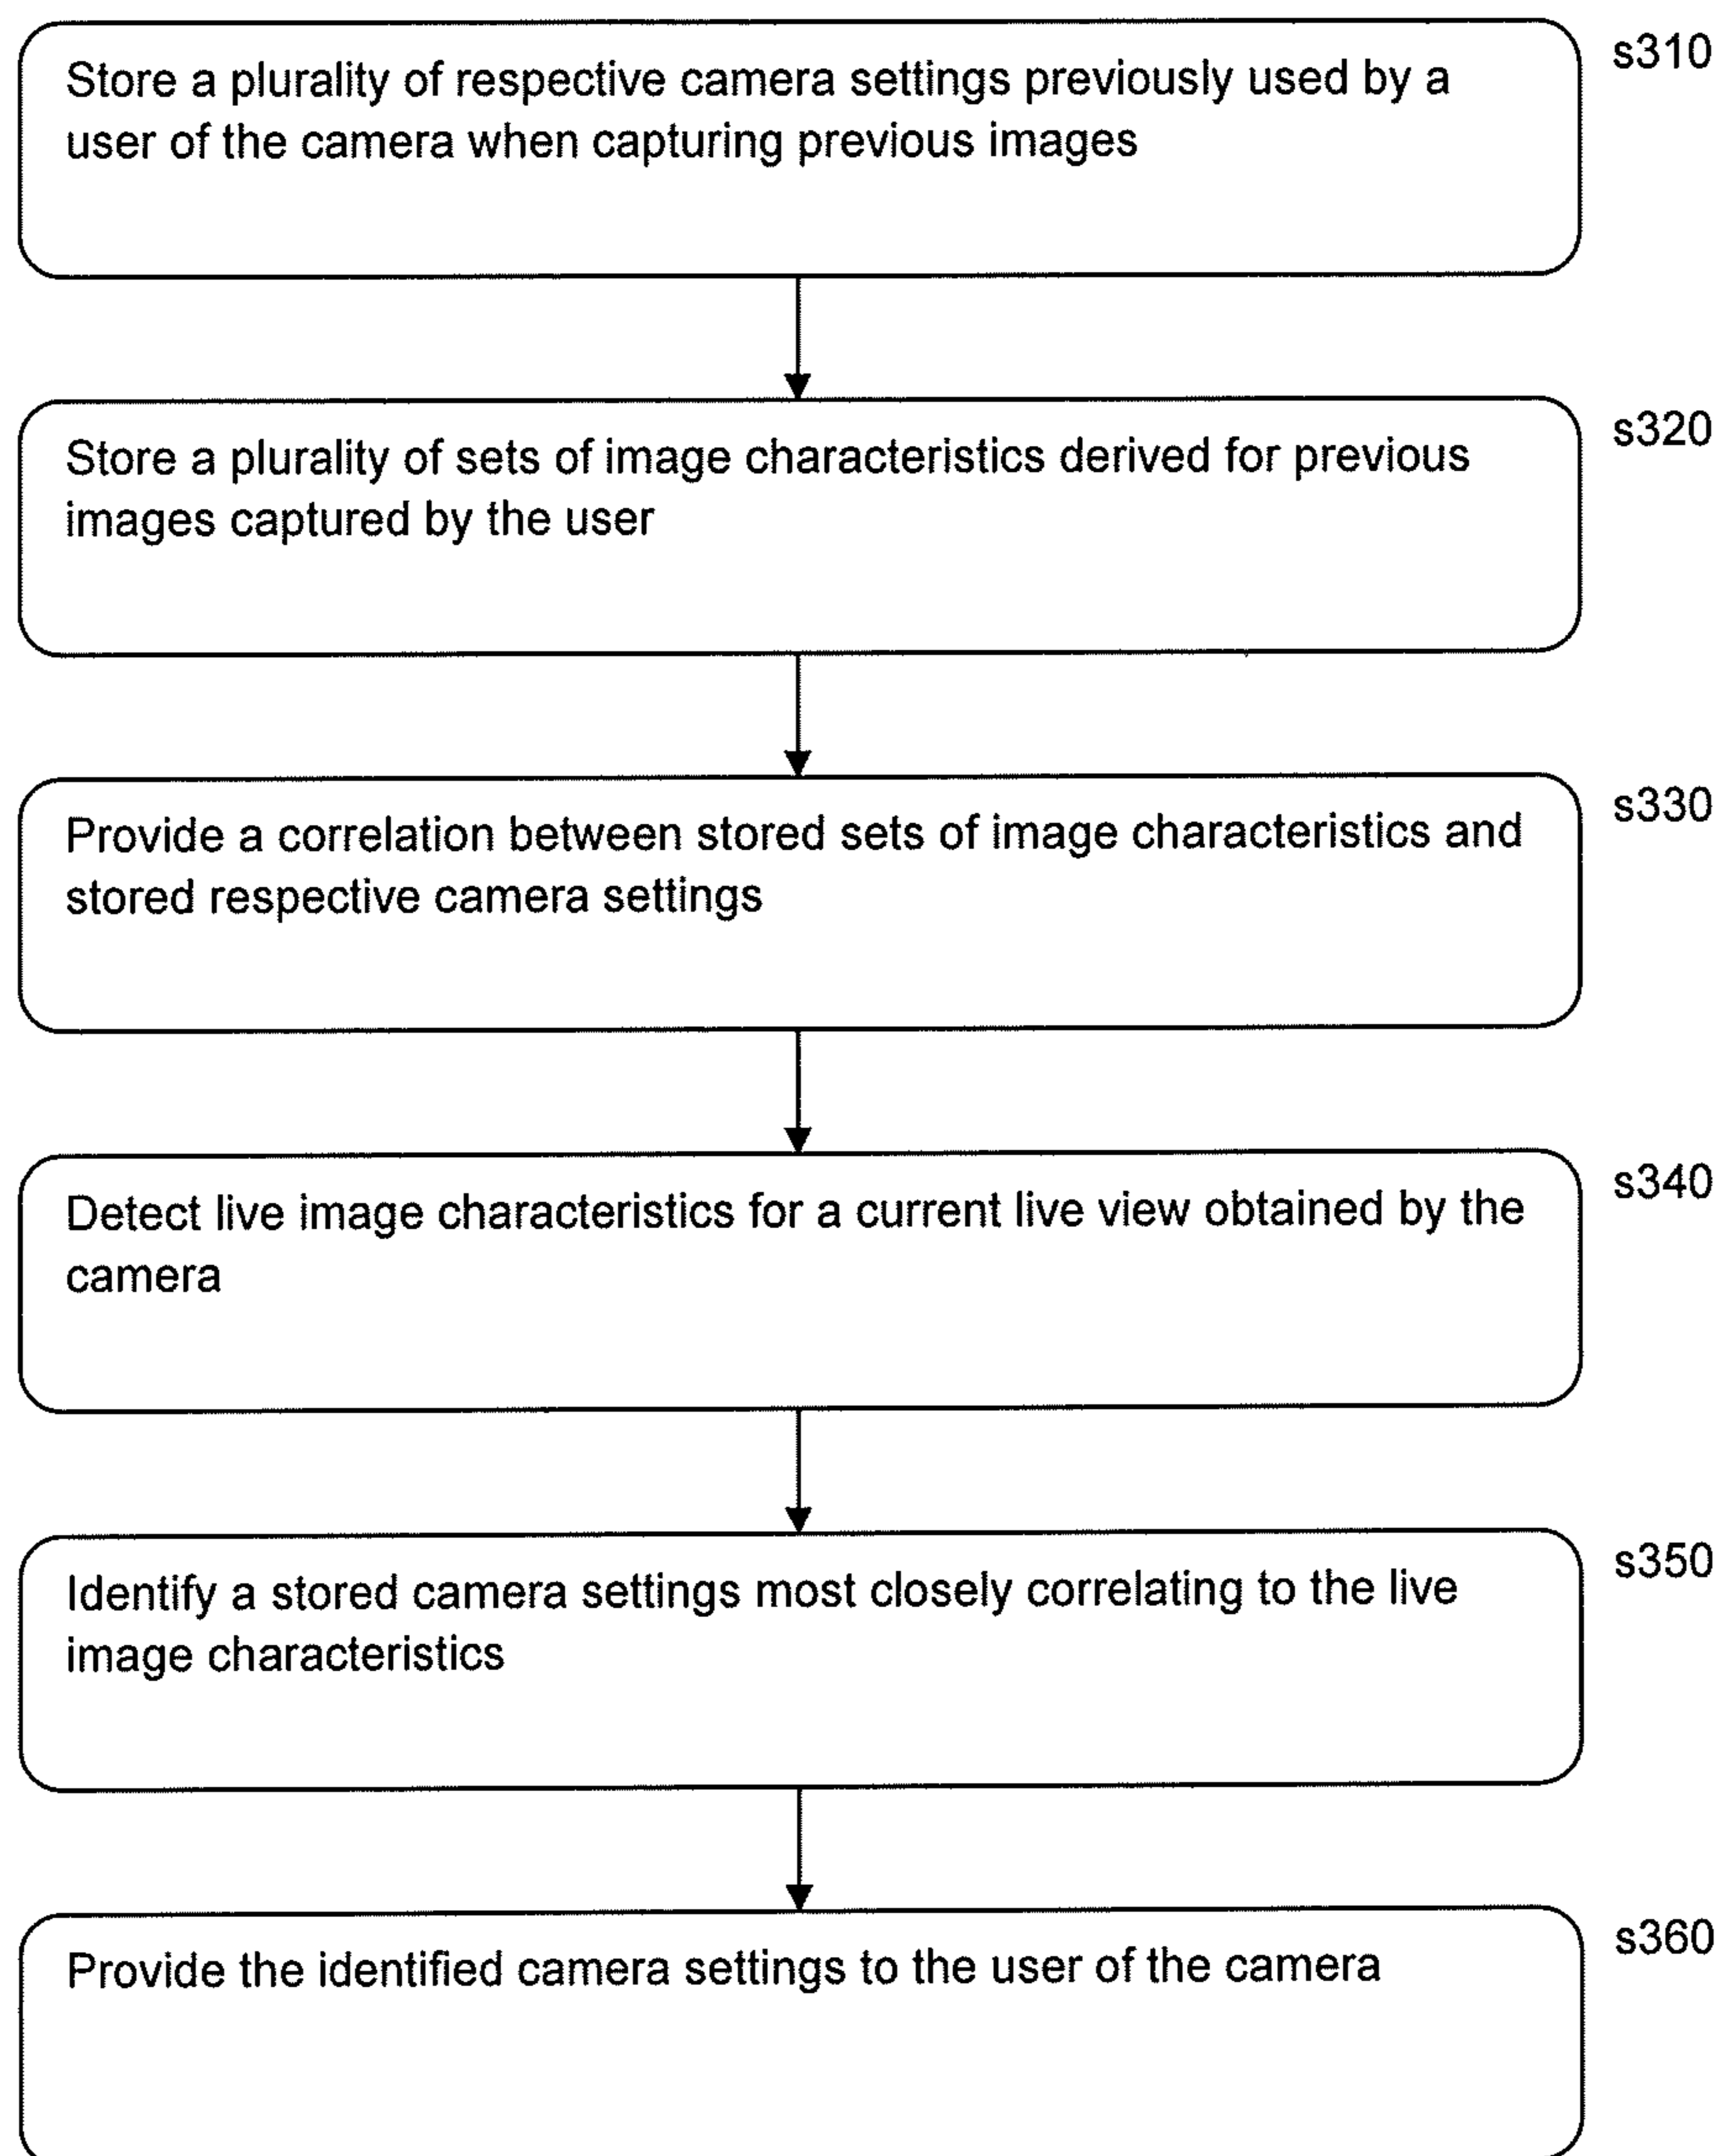 s310
Store a plurality of respective camera settings previously used by a
user of the camera when capturing previous images
s320
Store a plurality of sets of image characteristics derived for previous
images captured by the user
s330
Provide a correlation between stored sets of image characteristics and
stored respective camera settings
s340
Detect live image characteristics for a current live view obtained by the
camera
s350
Identify a stored camera settings most closely correlating to the live
image characteristics
s360
Provide the identified camera settings to the user of the camera